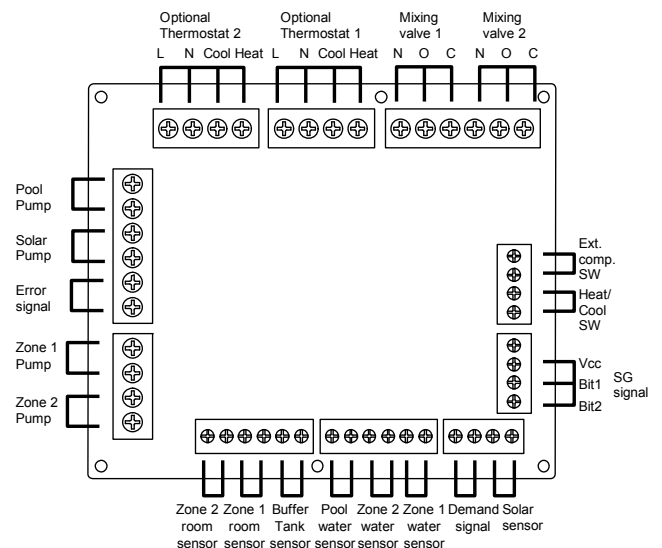 Optional
Thermostat 2
L N Cool Heat
Optional
Thermostat 1
L N Cool Heat
Mixing
valve 1
N O C
Mixing
valve 2
N O C
Pool
Pump
Solar
Pump
Error
signal
Zone 1
Pump
Zone 2
Pump
Ext.
comp.
SW
Heat/
Cool
SW
Vcc
Bit1
Bit2
SG
signal
Zone 2
room
sensor
Zone 1
room
sensor
Buffer
Tank
sensor
Pool
water
sensor
Zone 2
water
sensor
Zone 1
water
sensor
Demand
signal
Solar
sensor